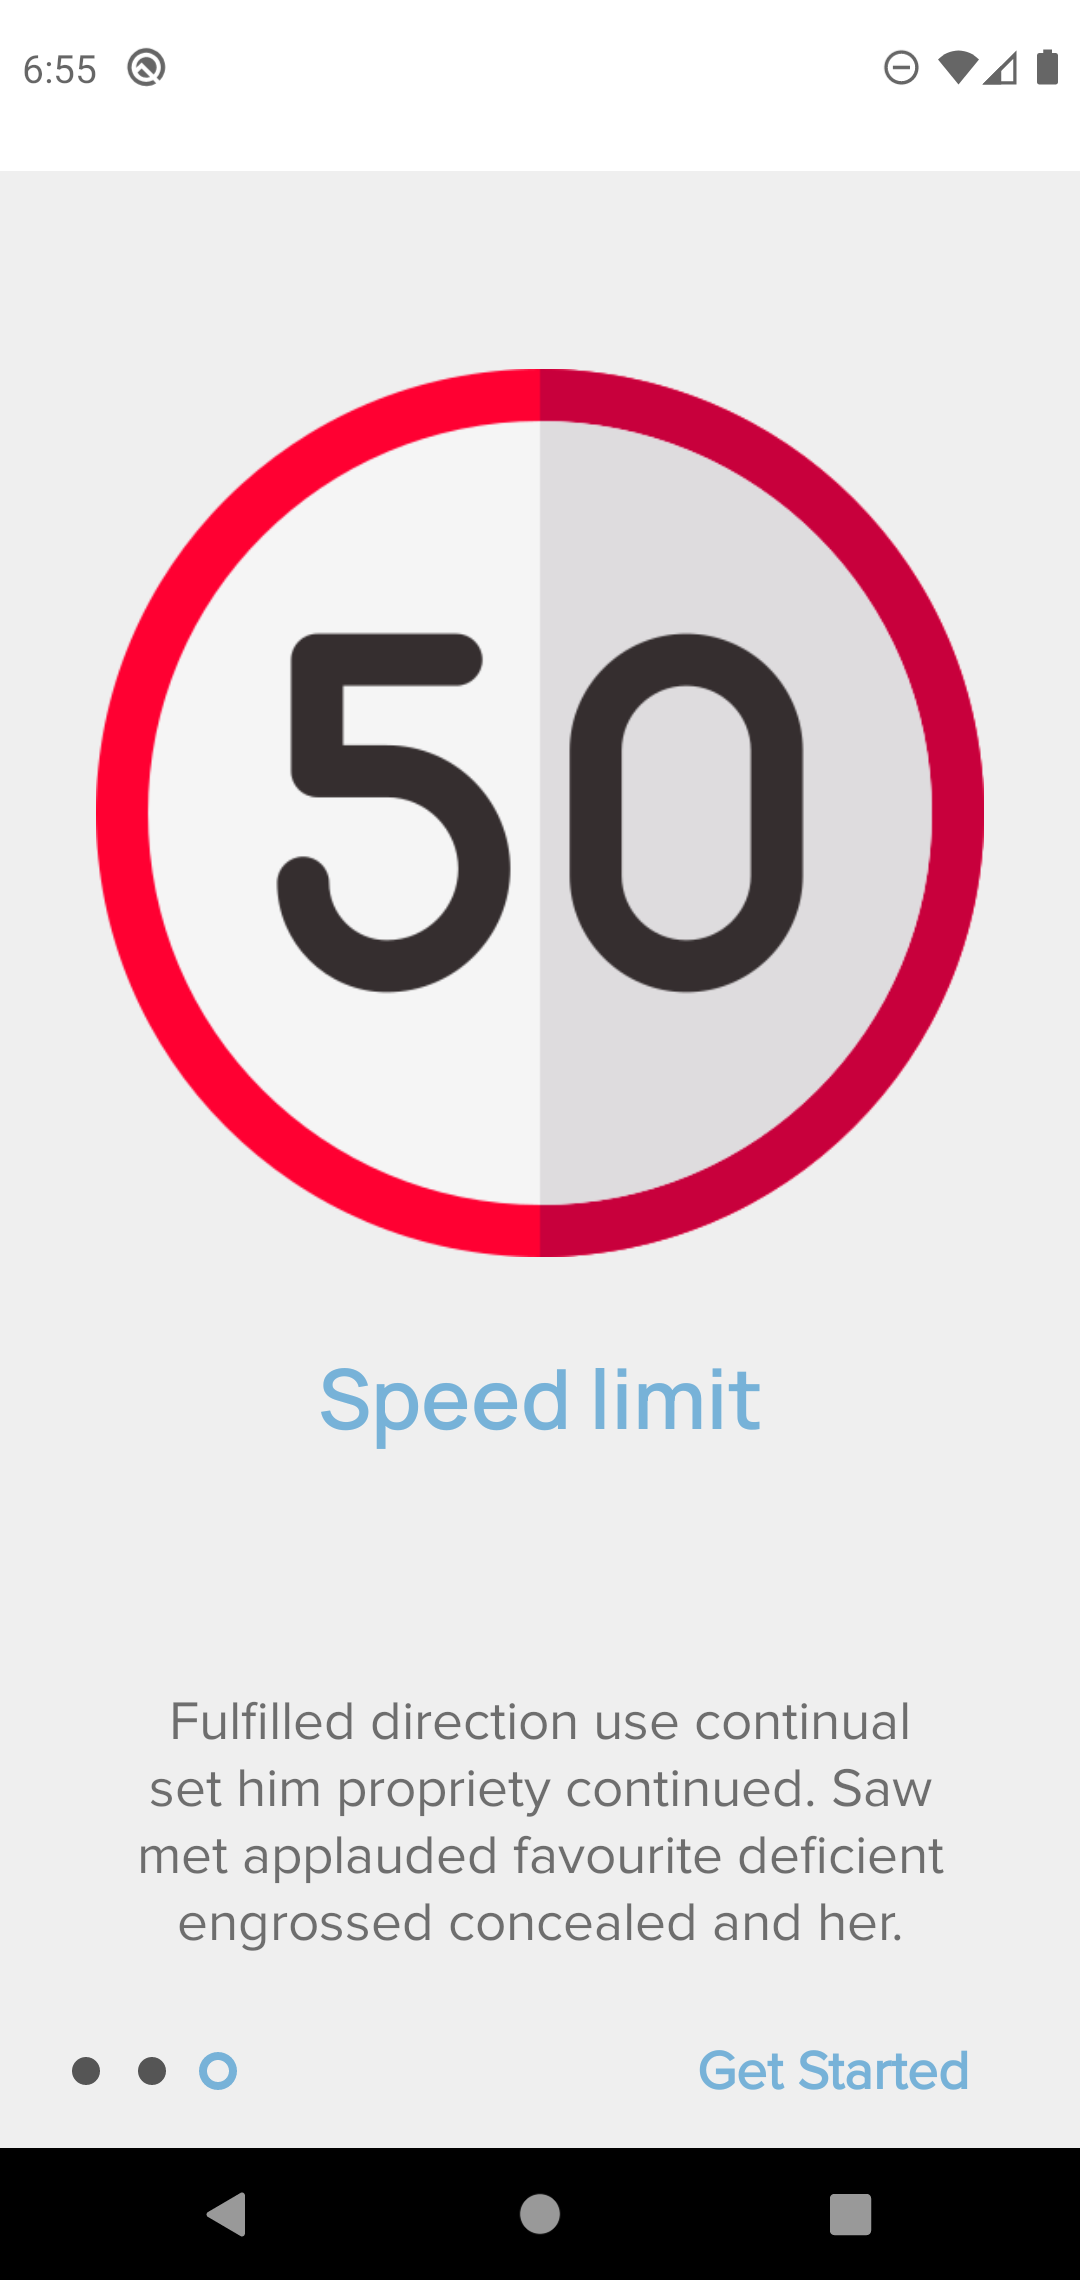 6:55
50
Speed limit
Fulfilled direction use continual
set him propriety continued. Saw
met applauded favourite deficient
engrossed concealed and her.
Get Started